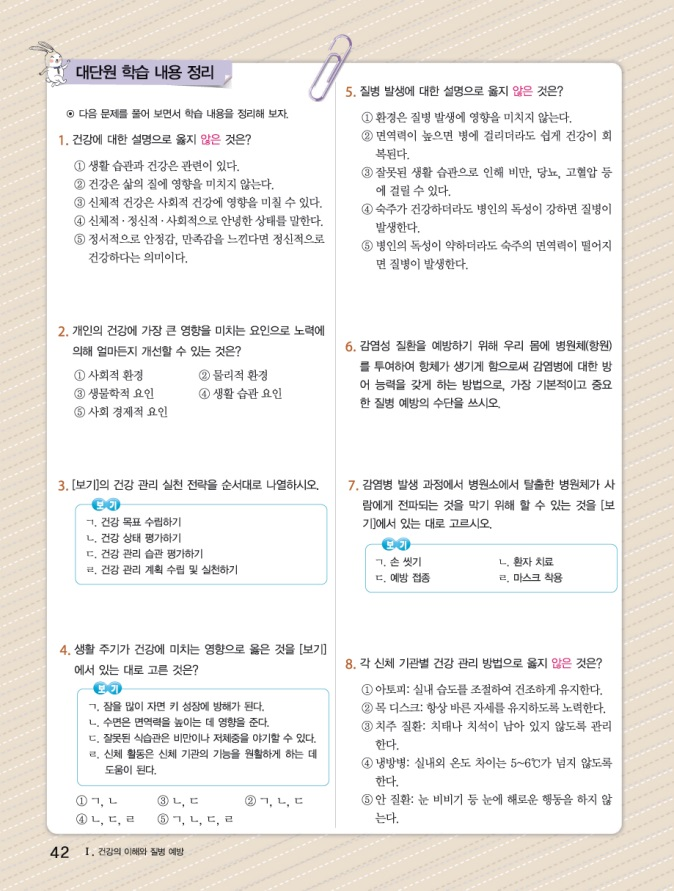 대단원 학습 내용 정리
◉ 다음 문제를 풀어 보면서 학습 내용을 정리해 보자.
1. 건강에 대한 설명으로 옳지 않은 것은?
① 생활 습관과 건강은 관련이 있다.
② 건강은 삶의 질에 영향을 미치지 않는다.
③ 신체적 건강은 사회적 건강에 영향을 미칠 수 있다.
④ 신체적·정신적·사회적으로 안녕한 상태를 말한다.
⑤ 정서적으로 안정감, 만족감을 느낀다면 정신적으로
건강하다는 의미이다.
2. 개인의 건강에 가장 큰 영향을 미치는 요인으로 노력에
의해 얼마든지 개선할 수 있는 것은?
① 사회적 환경 ② 물리적 환경
③ 생물학적 요인 ④ 생활 습관 요인
⑤ 사회 경제적 요인
3. [보기]의 건강 관리 실천 전략을 순서대로 나열하시오.
보기
ㄱ. 건강 목표 수립하기
ㄴ. 건강 상태 평가하기
ㄷ. 건강 관리 습관 평가하기
ㄹ. 건강 관리 계획 수립 및 실천하기
4. 생활 주기가 건강에 미치는 영향으로 옳은 것을 [보기]
에서 있는 대로 고른 것은?
보기
ㄱ. 잠을 많이 자면 키 성장에 방해가 된다.
ㄴ. 수면은 면역력을 높이는 데 영향을 준다.
ㄷ. 잘못된 식습관은 비만이나 저체중을 야기할 수 있다.
ㄹ. 신체 활동은 신체 기관의 기능을 원활하게 하는 데
도움이 된다.
① ㄱ, ㄴ ③ ㄴ, ㄷ ② ㄱ, ㄴ, ㄷ
④ ㄴ, ㄷ, ㄹ ⑤ ㄱ, ㄴ, ㄷ, ㄹ
5. 질병 발생에 대한 설명으로 옳지 않은 것은?
① 환경은 질병 발생에 영향을 미치지 않는다.
② 면역력이 높으면 병에 걸리더라도 쉽게 건강이 회
복된다.
③ 잘못된 생활 습관으로 인해 비만, 당뇨, 고혈압 등
에 걸릴 수 있다.
④ 숙주가 건강하더라도 병인의 독성이 강하면 질병이
발생한다.
⑤ 병인의 독성이 약하더라도 숙주의 면역력이 떨어지
면 질병이 발생한다.
6. 감염성 질환을 예방하기 위해 우리 몸에 병원체(항원)
를 투여하여 항체가 생기게 함으로써 감염병에 대한 방
어 능력을 갖게 하는 방법으로, 가장 기본적이고 중요
한 질병 예방의 수단을 쓰시오.
7. 감염병 발생 과정에서 병원소에서 탈출한 병원체가 사
람에게 전파되는 것을 막기 위해 할 수 있는 것을 [보
기]에서 있는 대로 고르시오.
보기
ㄱ. 손 씻기 ㄴ. 환자 치료
ㄷ. 예방 접종 ㄹ. 마스크 착용
8. 각 신체 기관별 건강 관리 방법으로 옳지 않은 것은?
① 아토피: 실내 습도를 조절하여 건조하게 유지한다.
② 목 디스크: 항상 바른 자세를 유지하도록 노력한다.
③ 치주 질환: 치태나 치석이 남아 있지 않도록 관리
한다.
④ 냉방병: 실내외 온도 차이는 5~6℃가 넘지 않도록
한다.
⑤ 안 질환: 눈 비비기 등 눈에 해로운 행동을 하지 않
는다.
42 Ⅰ. 건강의 이해와 질병 예방